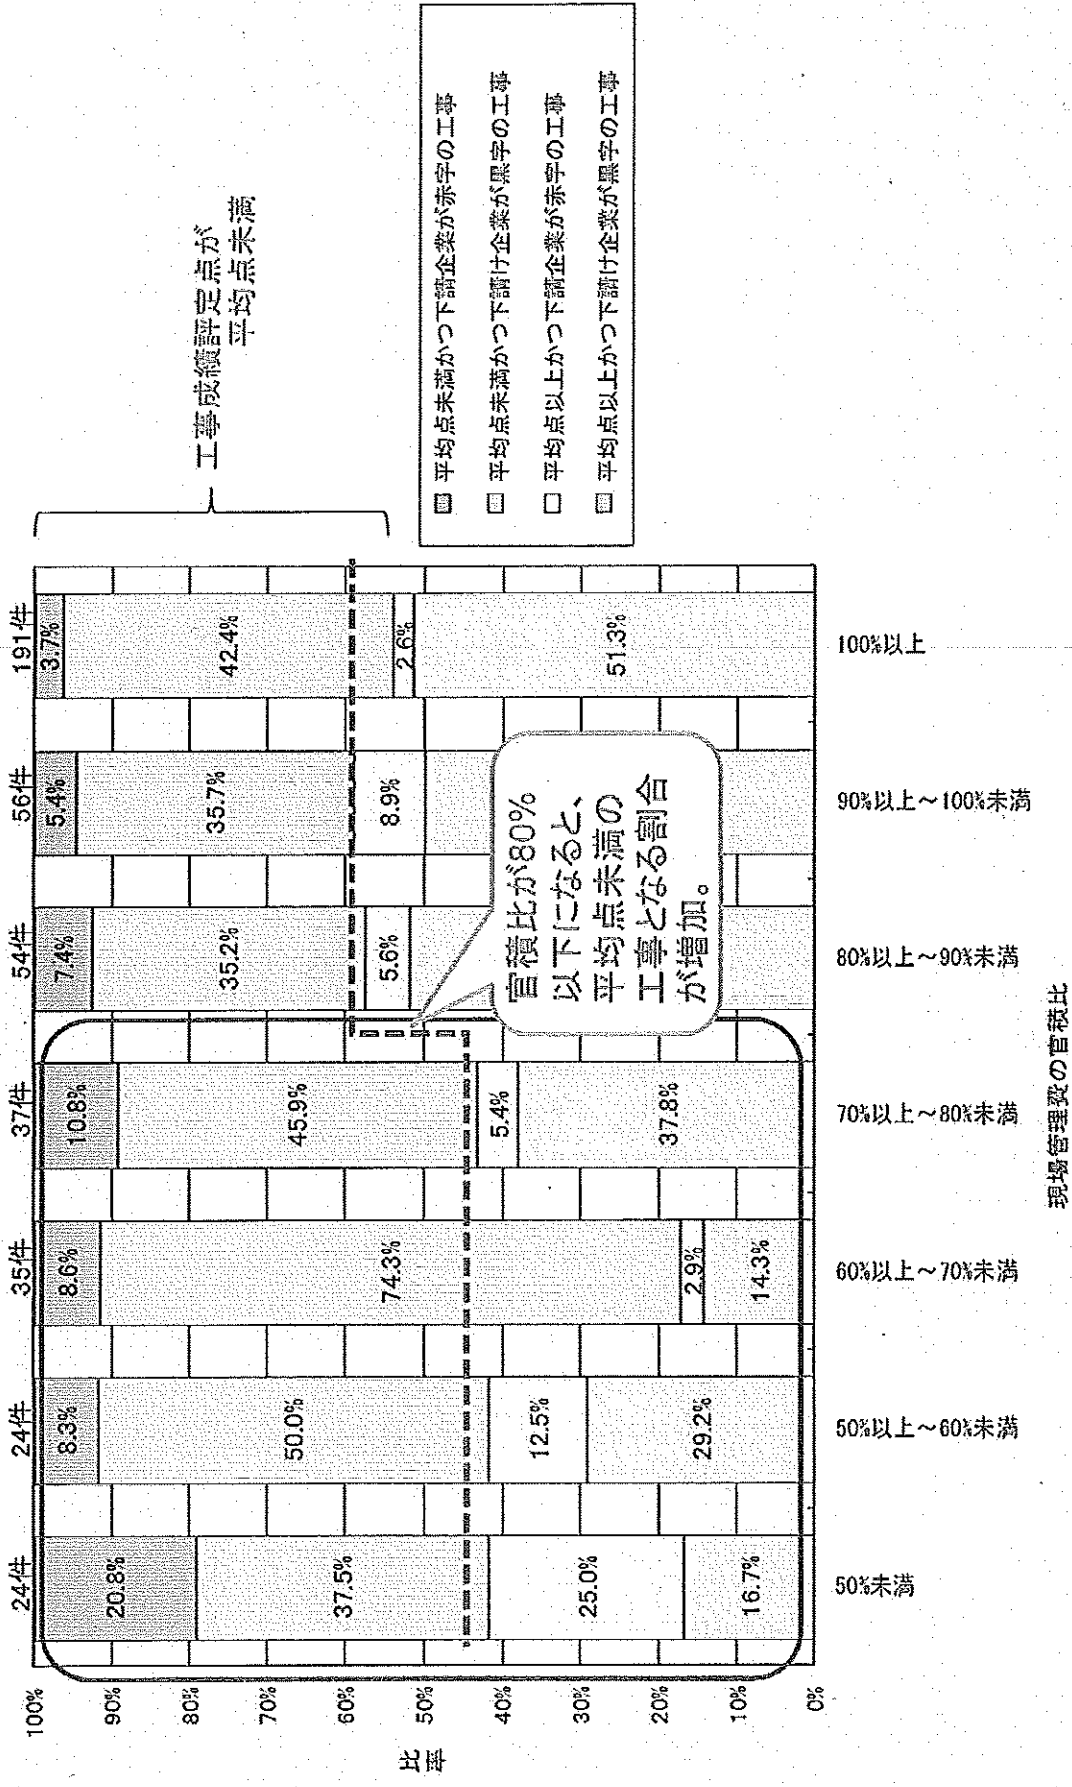 24件
24件
35件
37件
54件
56件
191件
100%
90%
80%
70%
60%
50%
40%
30%
20%
10%
0%
比率
20.8%
37.5%
25.0%
16.7%
8.3%
50.0%
12.5%
29.2%
8.6%
74.3%
2.9%
14.3%
10.8%
45.9%
5.4%
37.8%
7.4%
35.2%
5.6%
5.4%
35.7%
8.9%
3.7%
42.4%
2.6%
51.3%
官積比が80%
以下になると、
平均点未満の
工事となる割合
が増加。
50%未満
50%以上～60%未満
60%以上～70%未満
70%以上～80%未満
80%以上～90%未満
90%以上～100%未満
100%以上
現場管理費の官積比
工事成績評定点が
平均点未満
平均点未満かつ下請企業が赤字の工事
平均点未満かつ下請け企業が黒字の工事
平均点以上かつ下請企業が赤字の工事
平均点以上かつ下請け企業が黒字の工事